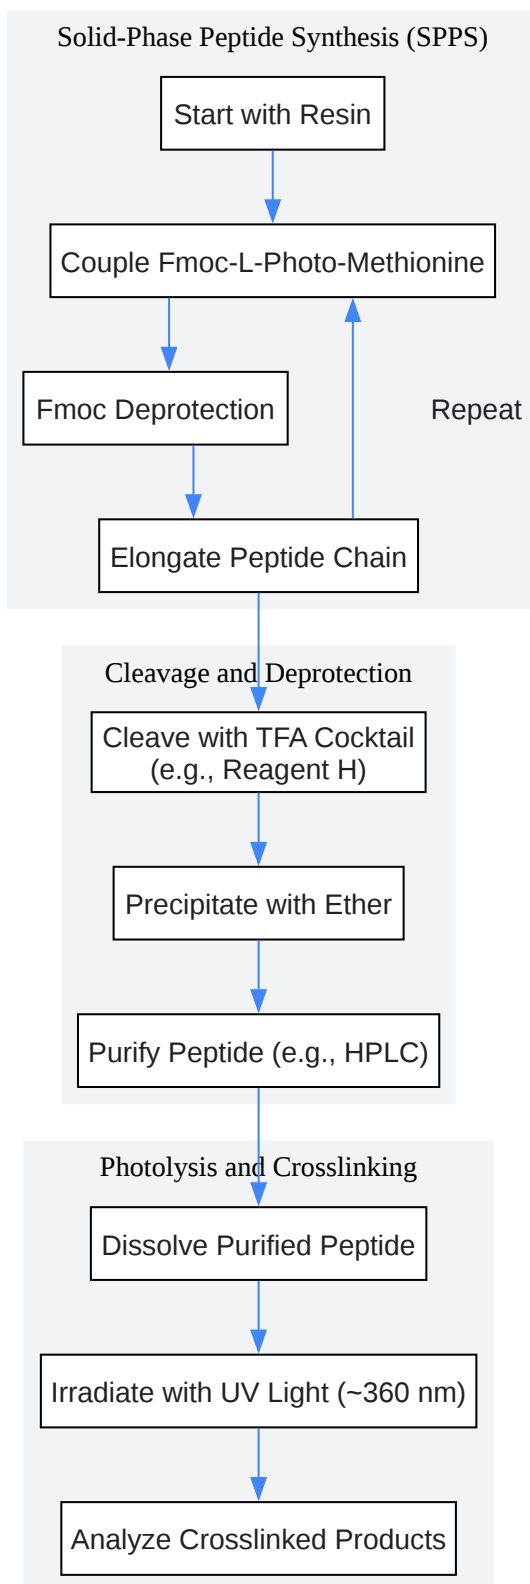 Solid-Phase Peptide Synthesis (SPPS)
Start with Resin
Couple Fmoc-L-Photo-Methionine
Fmoc Deprotection
Repeat
Elongate Peptide Chain
Cleavage and Deprotection
Cleave with TFA Cocktail
(e.g., Reagent H)
Precipitate with Ether
Purify Peptide (e.g., HPLC)
Photolysis and Crosslinking
Dissolve Purified Peptide
Irradiate with UV Light (~360 nm)
Analyze Crosslinked Products